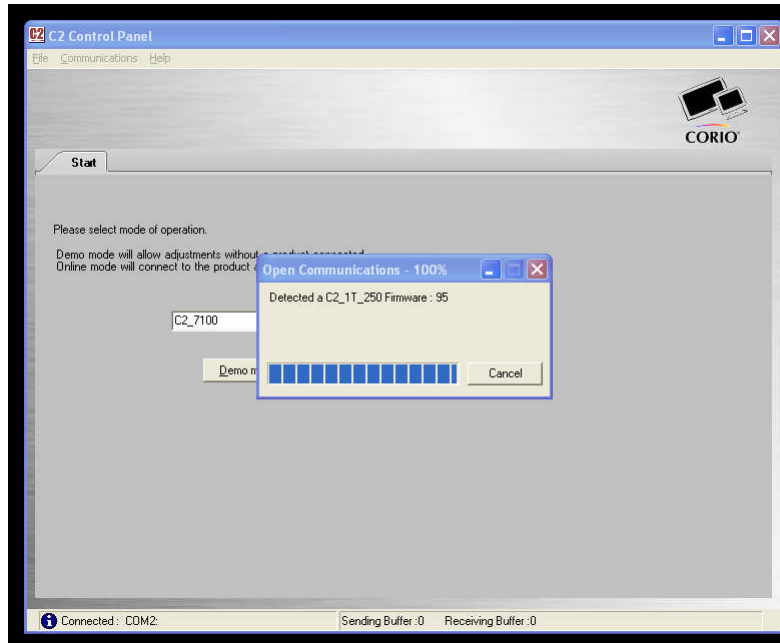 C2 C2 Control Panel
File Communications Help
CORIO
Start
Please select mode of operation.
Demo mode will allow adjustments without
Online mode will connect to the product
Open Communications - 100%
Detected a C2_1T_250 Firmware : 95
C2_7100
Demo
Cancel
Connected : COM2:
Sending Buffer :0 Receiving Buffer :0